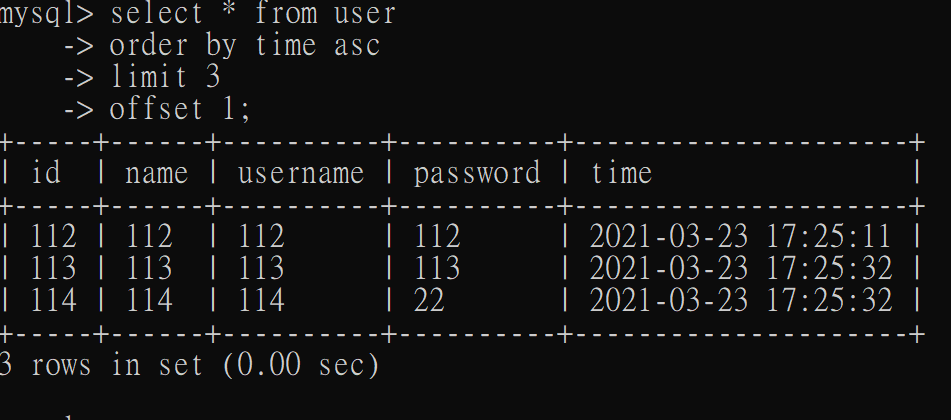 mysql> select * from user
    -> order by time asc
    -> limit 3
    -> offset 1;
+-----+------+----------+----------+---------------------+
| id  | name | username | password | time                |
+-----+------+----------+----------+---------------------+
| 112 | 112  | 112      | 112      | 2021-03-23 17:25:11 |
| 113 | 113  | 113      | 113      | 2021-03-23 17:25:32 |
| 114 | 114  | 114      | 22       | 2021-03-23 17:25:32 |
+-----+------+----------+----------+---------------------+
3 rows in set (0.00 sec)